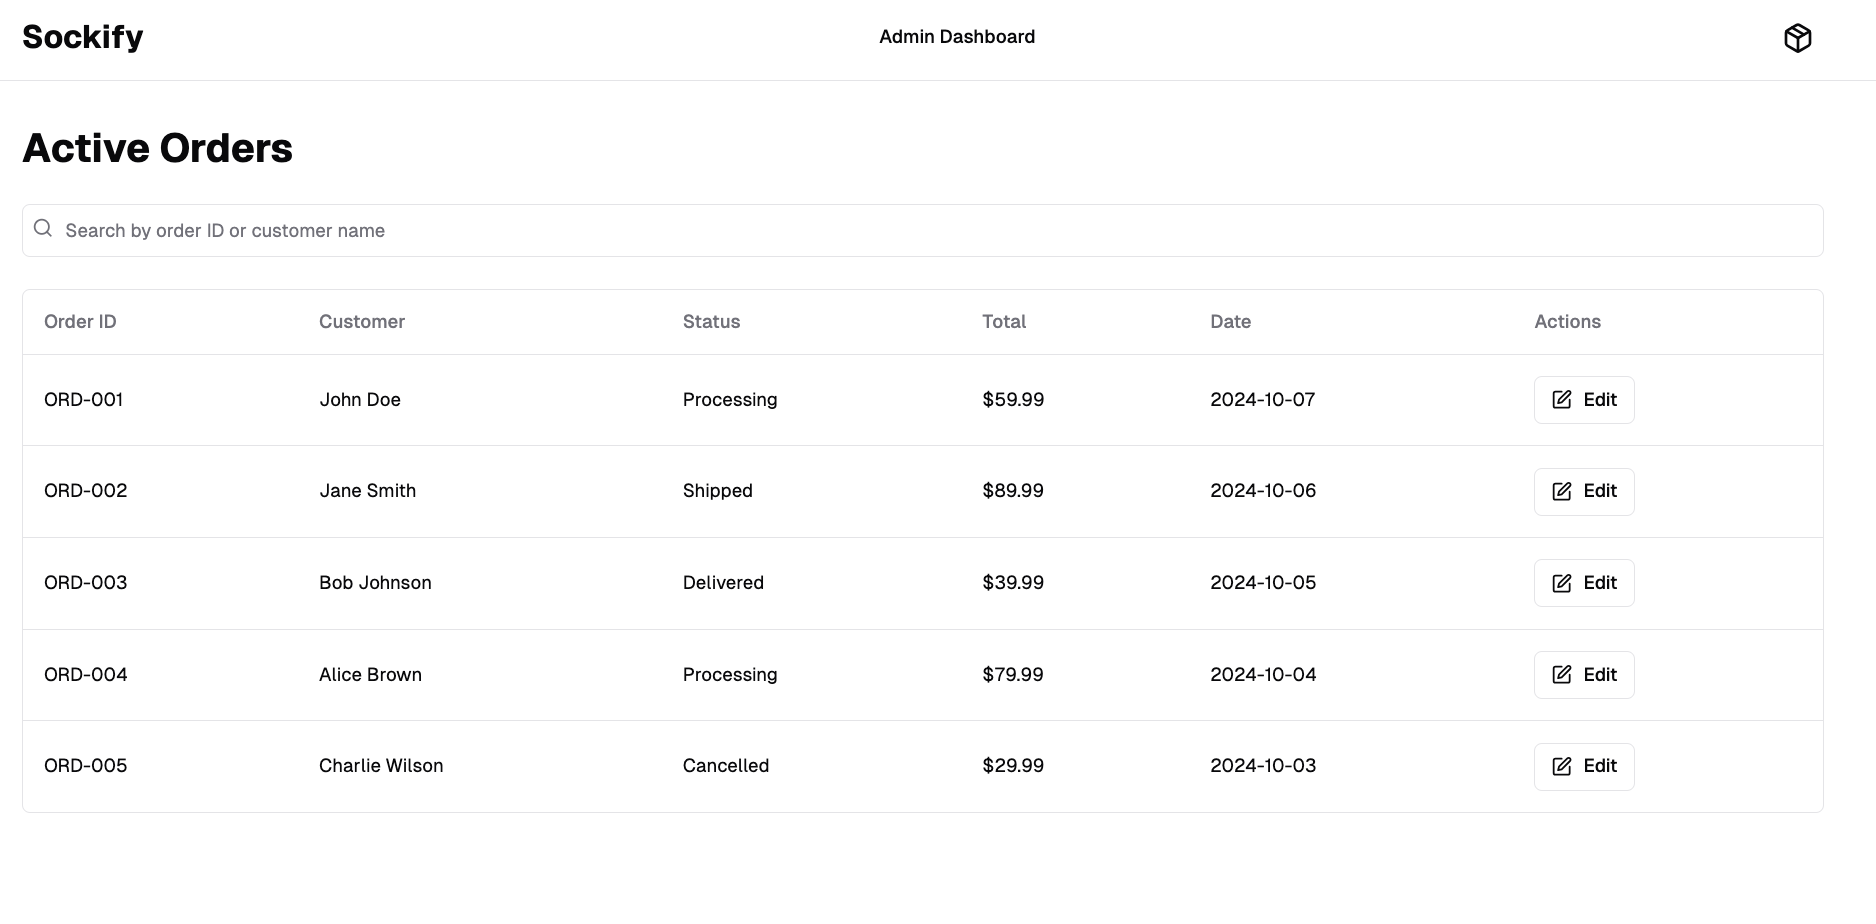 Sockify
Admin Dashboard
Active Orders
Search by order ID or customer name
Order ID Customer Status Total Date Actions
ORD-001 John Doe Processing $59.99 2024-10-07 Edit
ORD-002 Jane Smith Shipped $89.99 2024-10-06 Edit
ORD-003 Bob Johnson Delivered $39.99 2024-10-05 Edit
ORD-004 Alice Brown Processing $79.99 2024-10-04 Edit
ORD-005 Charlie Wilson Cancelled $29.99 2024-10-03 Edit